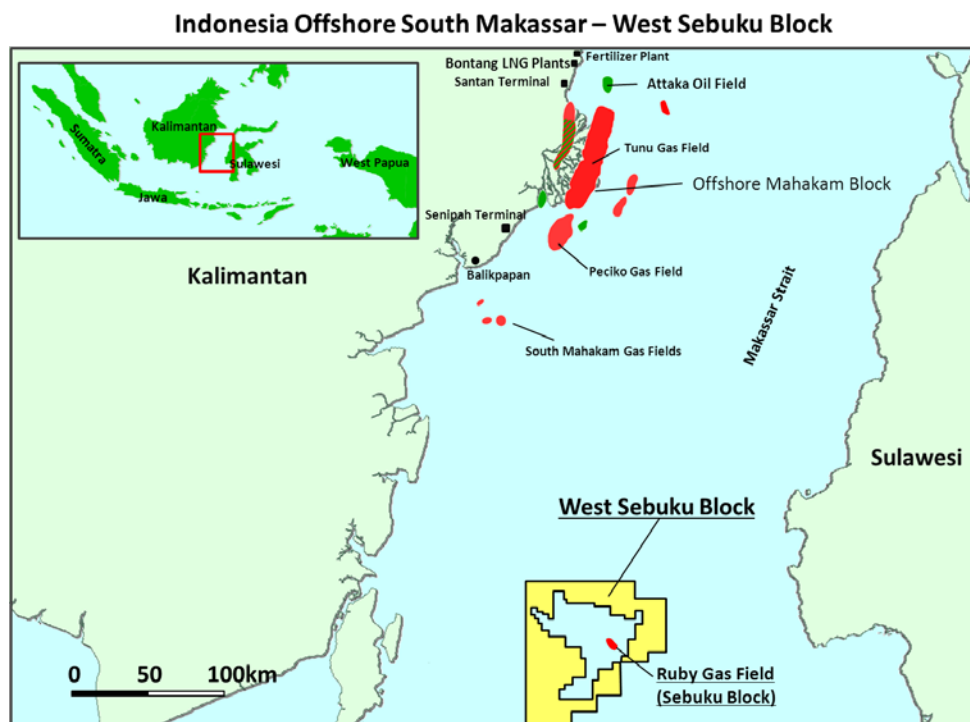 Indonesia Offshore South Makassar – West Sebuku Block
Fertilizer Plant
Bontang LNG Plants
Santan Terminal
Attaka Oil Field
Kalimantan
Sumatra
Sulawesi
West Papua
Jawa
Tunu Gas Field
Offshore Mahakam Block
Senipah Terminal
Kalimantan
Balikpapan
Peciko Gas Field
Makassar Strait
South Mahakam Gas Fields
Sulawesi
West Sebuku Block
0 50 100km
Ruby Gas Field
(Sebuku Block)